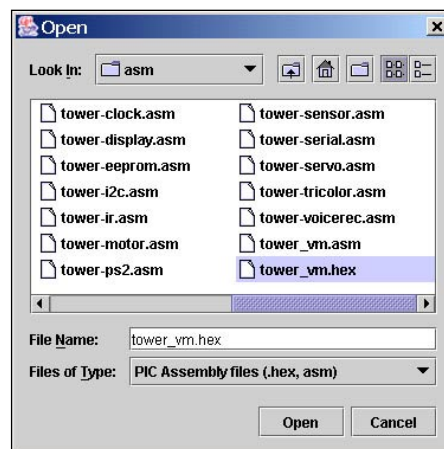 Open
Look In: asm
tower-clock.asm
tower-display.asm
tower-eeprom.asm
tower-i2c.asm
tower-ir.asm
tower-motor.asm
tower-ps2.asm
tower-sensor.asm
tower-serial.asm
tower-servo.asm
tower-tricolor.asm
tower-voicerec.asm
tower_vm.asm
tower_vm.hex
File Name: tower_vm.hex
Files of Type: PIC Assembly files (.hex, asm)
Open Cancel